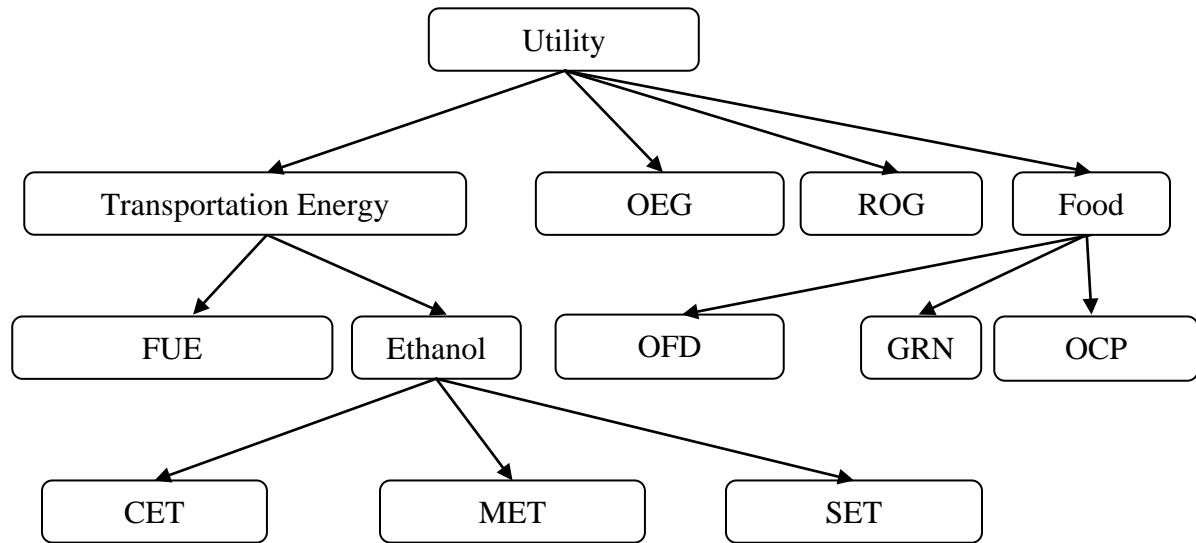 Utility
Transportation Energy
OEG
ROG
Food
FUE
Ethanol
OFD
GRN
OCP
CET
MET
SET